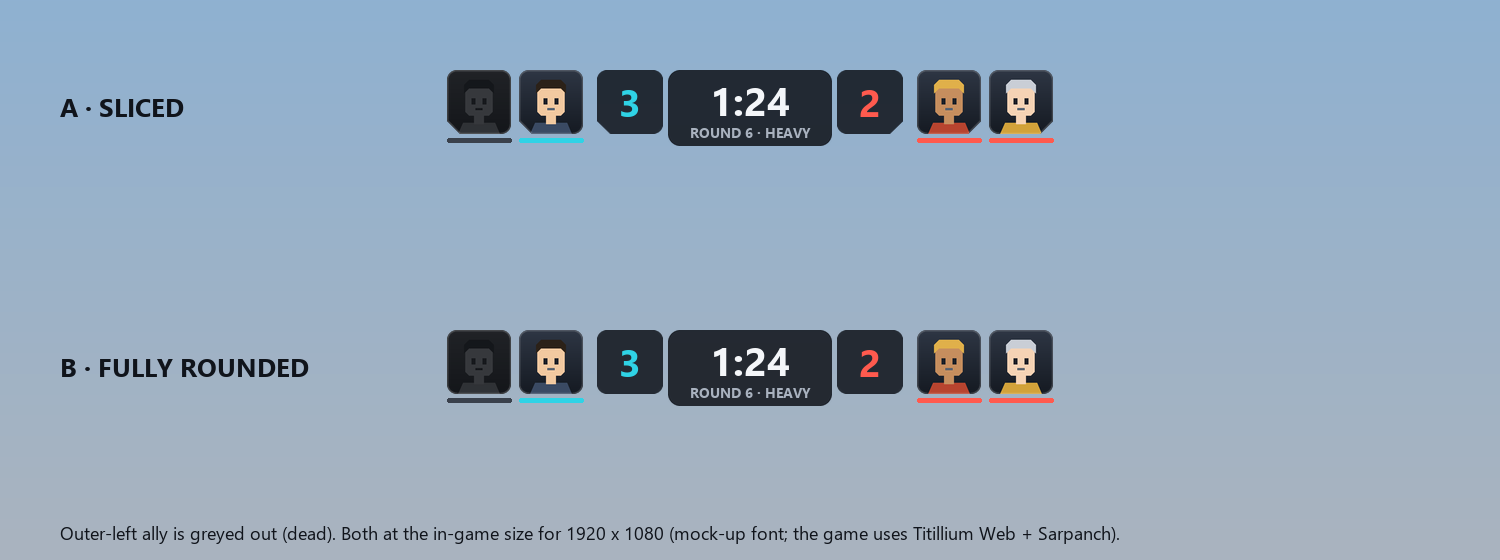 A · SLICED
3
1:24
2
ROUND 6 · HEAVY
B · FULLY ROUNDED
3
1:24
2
ROUND 6 · HEAVY
Outer-left ally is greyed out (dead). Both at the in-game size for 1920 x 1080 (mock-up font; the game uses Titillium Web + Sarpanch).